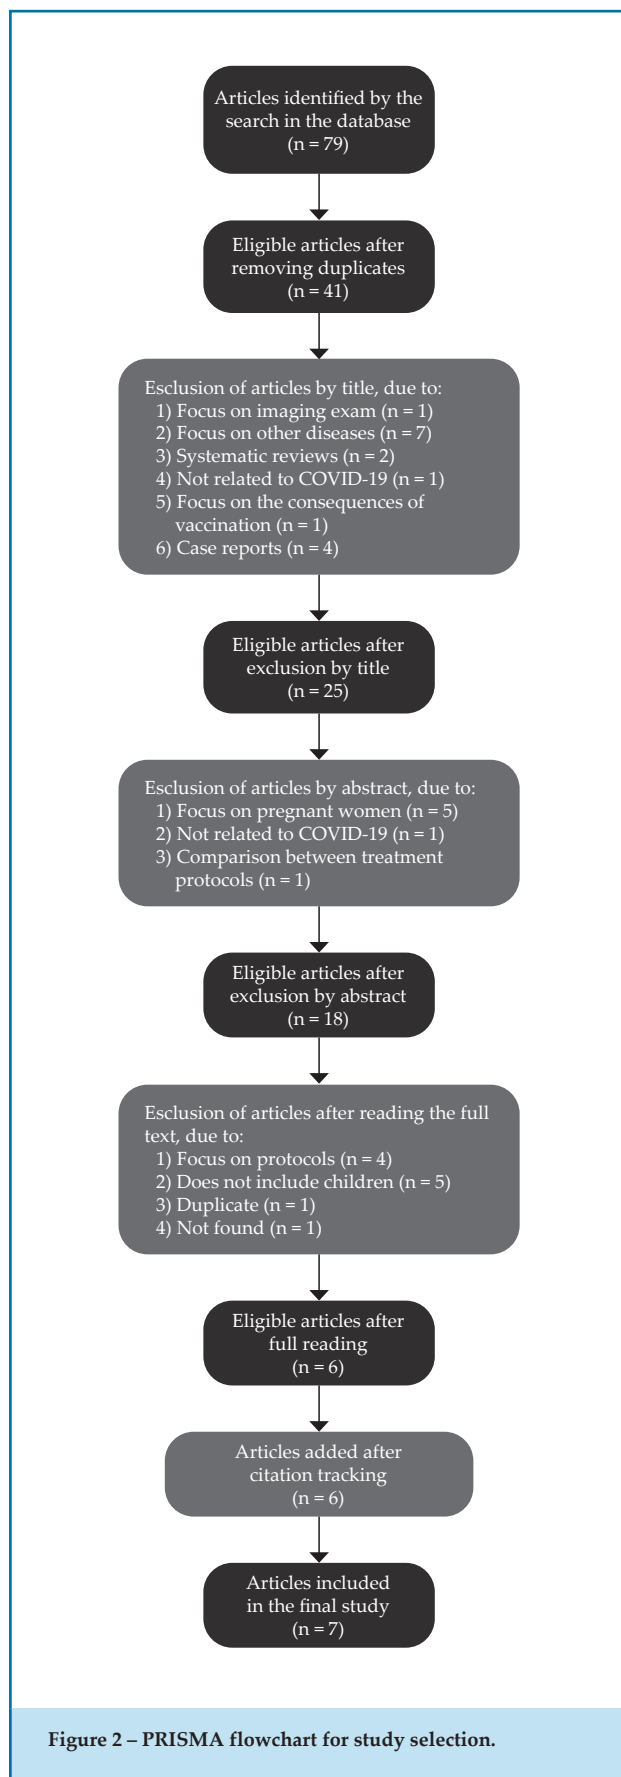 Articles identified by the
search in the database
(n = 79)
Eligible articles after
removing duplicates
(n = 41)
Esclusion of articles by title, due to:
1) Focus on imaging exam (n = 1)
2) Focus on other diseases (n = 7)
3) Systematic reviews (n = 2)
4) Not related to COVID-19 (n = 1)
5) Focus on the consequences of
vaccination (n = 1)
6) Case reports (n = 4)
Eligible articles after
exclusion by title
(n = 25)
Esclusion of articles by abstract, due to:
1) Focus on pregnant women (n = 5)
2) Not related to COVID-19 (n = 1)
3) Comparison between treatment
protocols (n = 1)
Eligible articles after
exclusion by abstract
(n = 18)
Esclusion of articles after reading the full
text, due to:
1) Focus on protocols (n = 4)
2) Does not include children (n = 5)
3) Duplicate (n = 1)
4) Not found (n = 1)
Eligible articles after
full reading
(n = 6)
Articles added after
citation tracking
(n = 6)
Articles included
in the final study
(n = 7)
Figure 2 – PRISMA flowchart for study selection.